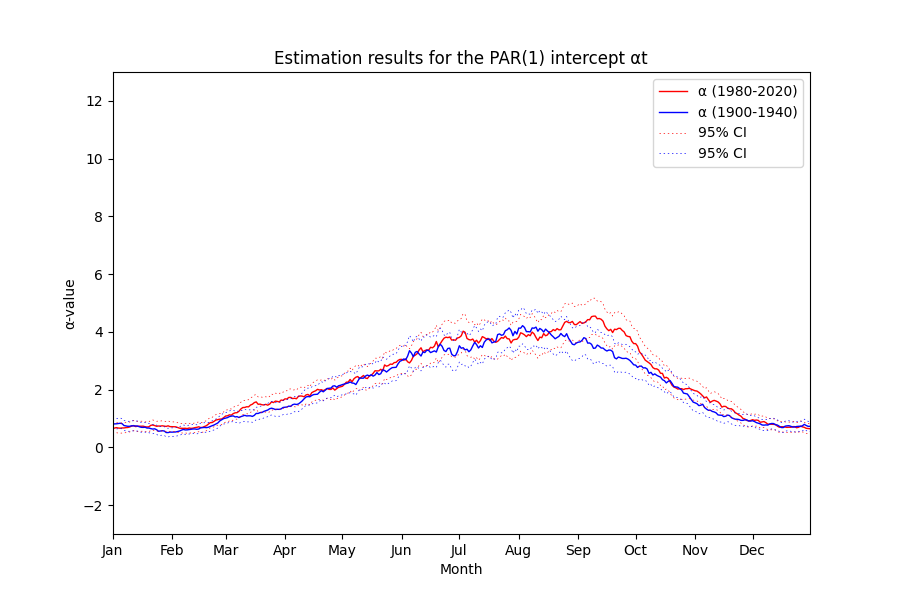 Estimation results for the PAR(1) intercept αt
α (1980-2020)
α (1900-1940)
95% CI
95% CI
12
10
8
6
4
2
0
−2
α-value
Jan Feb Mar Apr May Jun Jul Aug Sep Oct Nov Dec
Month